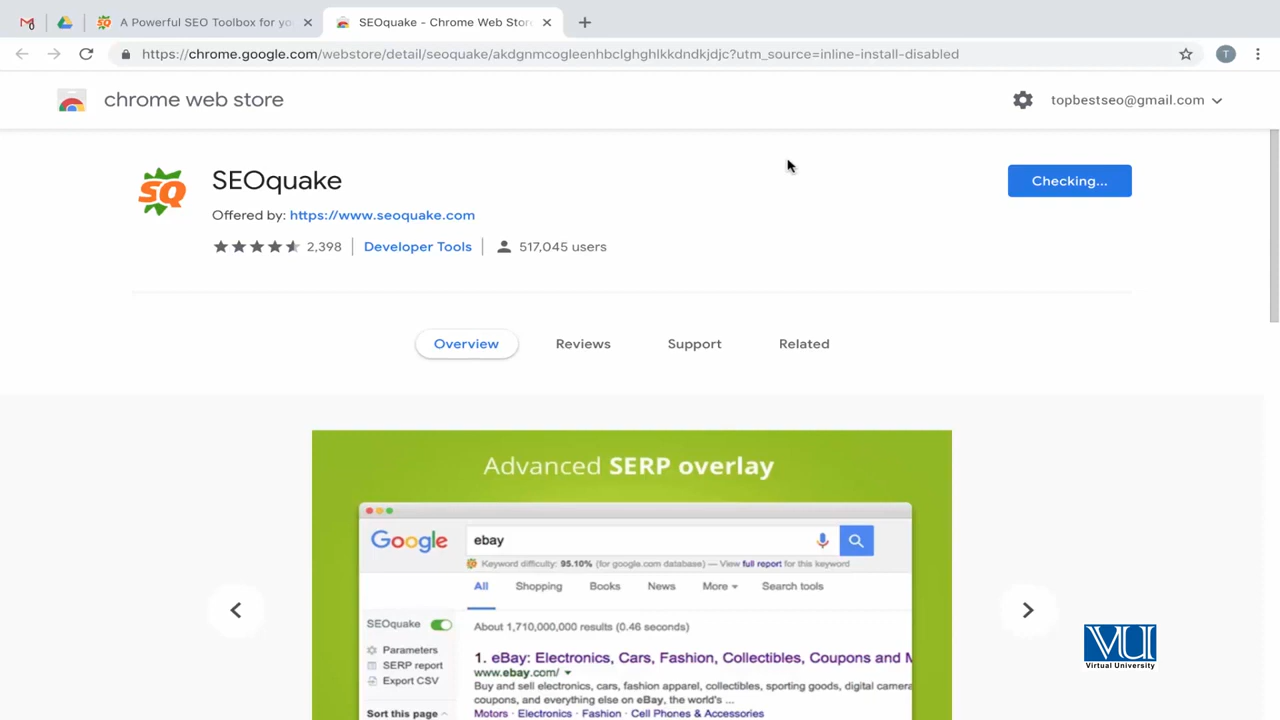 A Powerful SEO Toolbox for yo
SEOquake - Chrome Web Stor
https://chrome.google.com/webstore/detail/seoquake/akdgnmcogleenhbclghghlkkdndkjdjc?utm_source=inline-install-disabled
T
chrome web store
topbestseo@gmail.com
SQ
SEOquake
Checking...
Offered by: https://www.seoquake.com
2,398
Developer Tools
517,045 users
Overview
Reviews
Support
Related
Advanced SERP overlay
Google
ebay
Keyword difficulty: 95.10% (for google.com database) — View full report for this keyword
All Shopping Books News More Search tools
SEOquake
About 1,710,000,000 results (0.46 seconds)
Parameters
SERP report
Export CSV
Sort this page
1. eBay: Electronics, Cars, Fashion, Collectibles, Coupons and M
www.ebay.com/
Buy and sell electronics, cars, fashion apparel, collectibles, sporting goods, digital camera
coupons, and everything else on eBay, the world's ...
Motors · Electronics · Fashion · Cell Phones & Accessories
VU
Virtual University